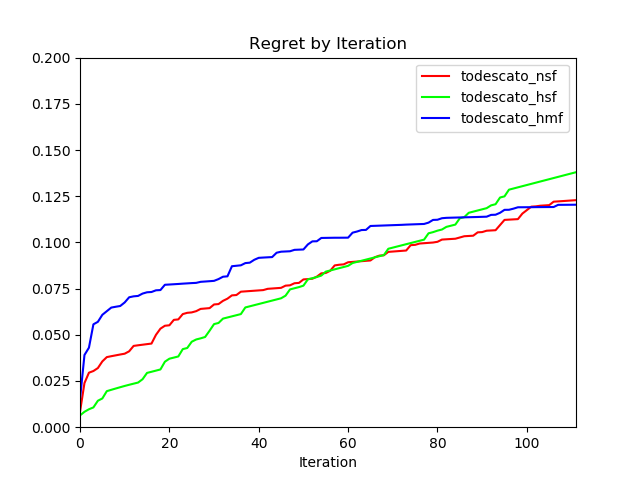 Regret by Iteration
0.200
0.175
0.150
0.125
0.100
0.075
0.050
0.025
0.000
todescato_nsf
todescato_hsf
todescato_hmf
0 20 40 60 80 100
Iteration